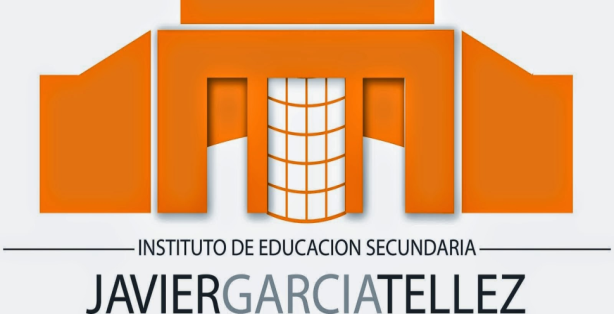 INSTITUTO DE EDUCACION SECUNDARIA
JAVIERGARCIATELLEZ